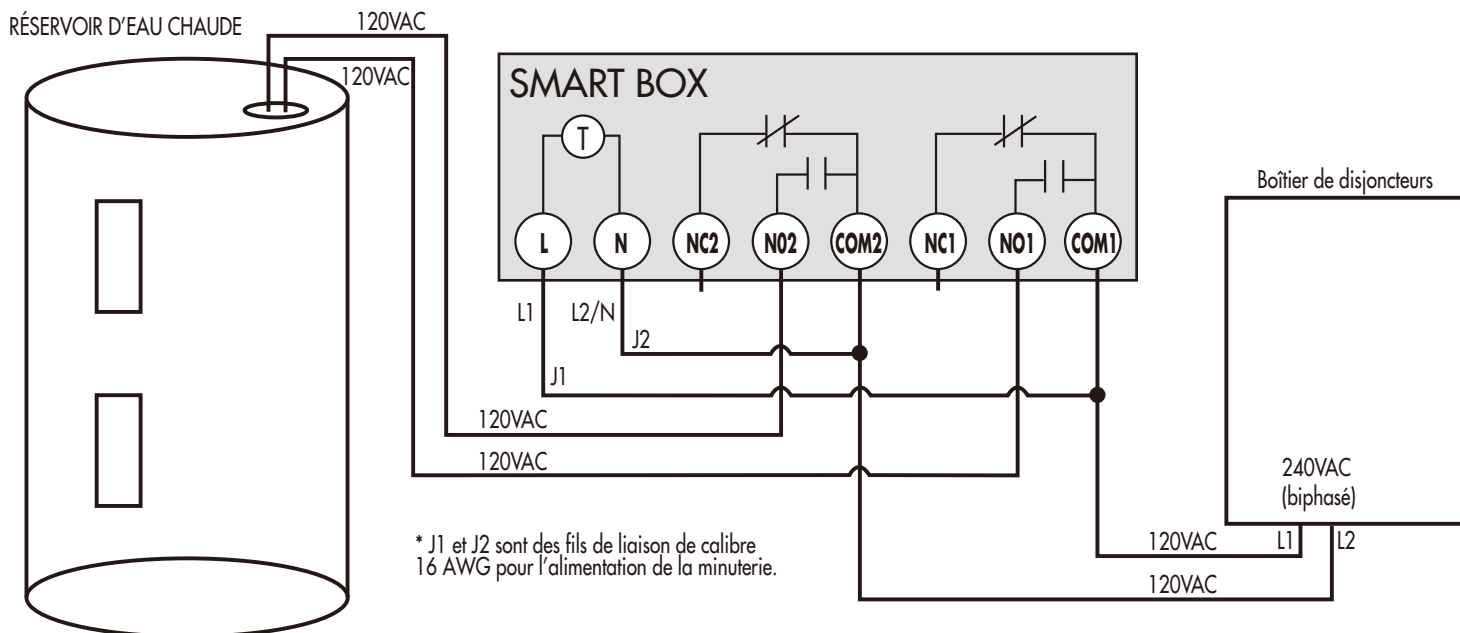 RÉSERVOIR D'EAU CHAUDE
120VAC
120VAC
SMART BOX
T
L
N
NC2
N02
COM2
NC1
NO1
COM1
Boîtier de disjoncteurs
L1
L2/N
J2
J1
120VAC
120VAC
240VAC
(biphasé)
L1
L2
120VAC
120VAC
* J1 et J2 sont des fils de liaison de calibre
16 AWG pour l'alimentation de la minuterie.